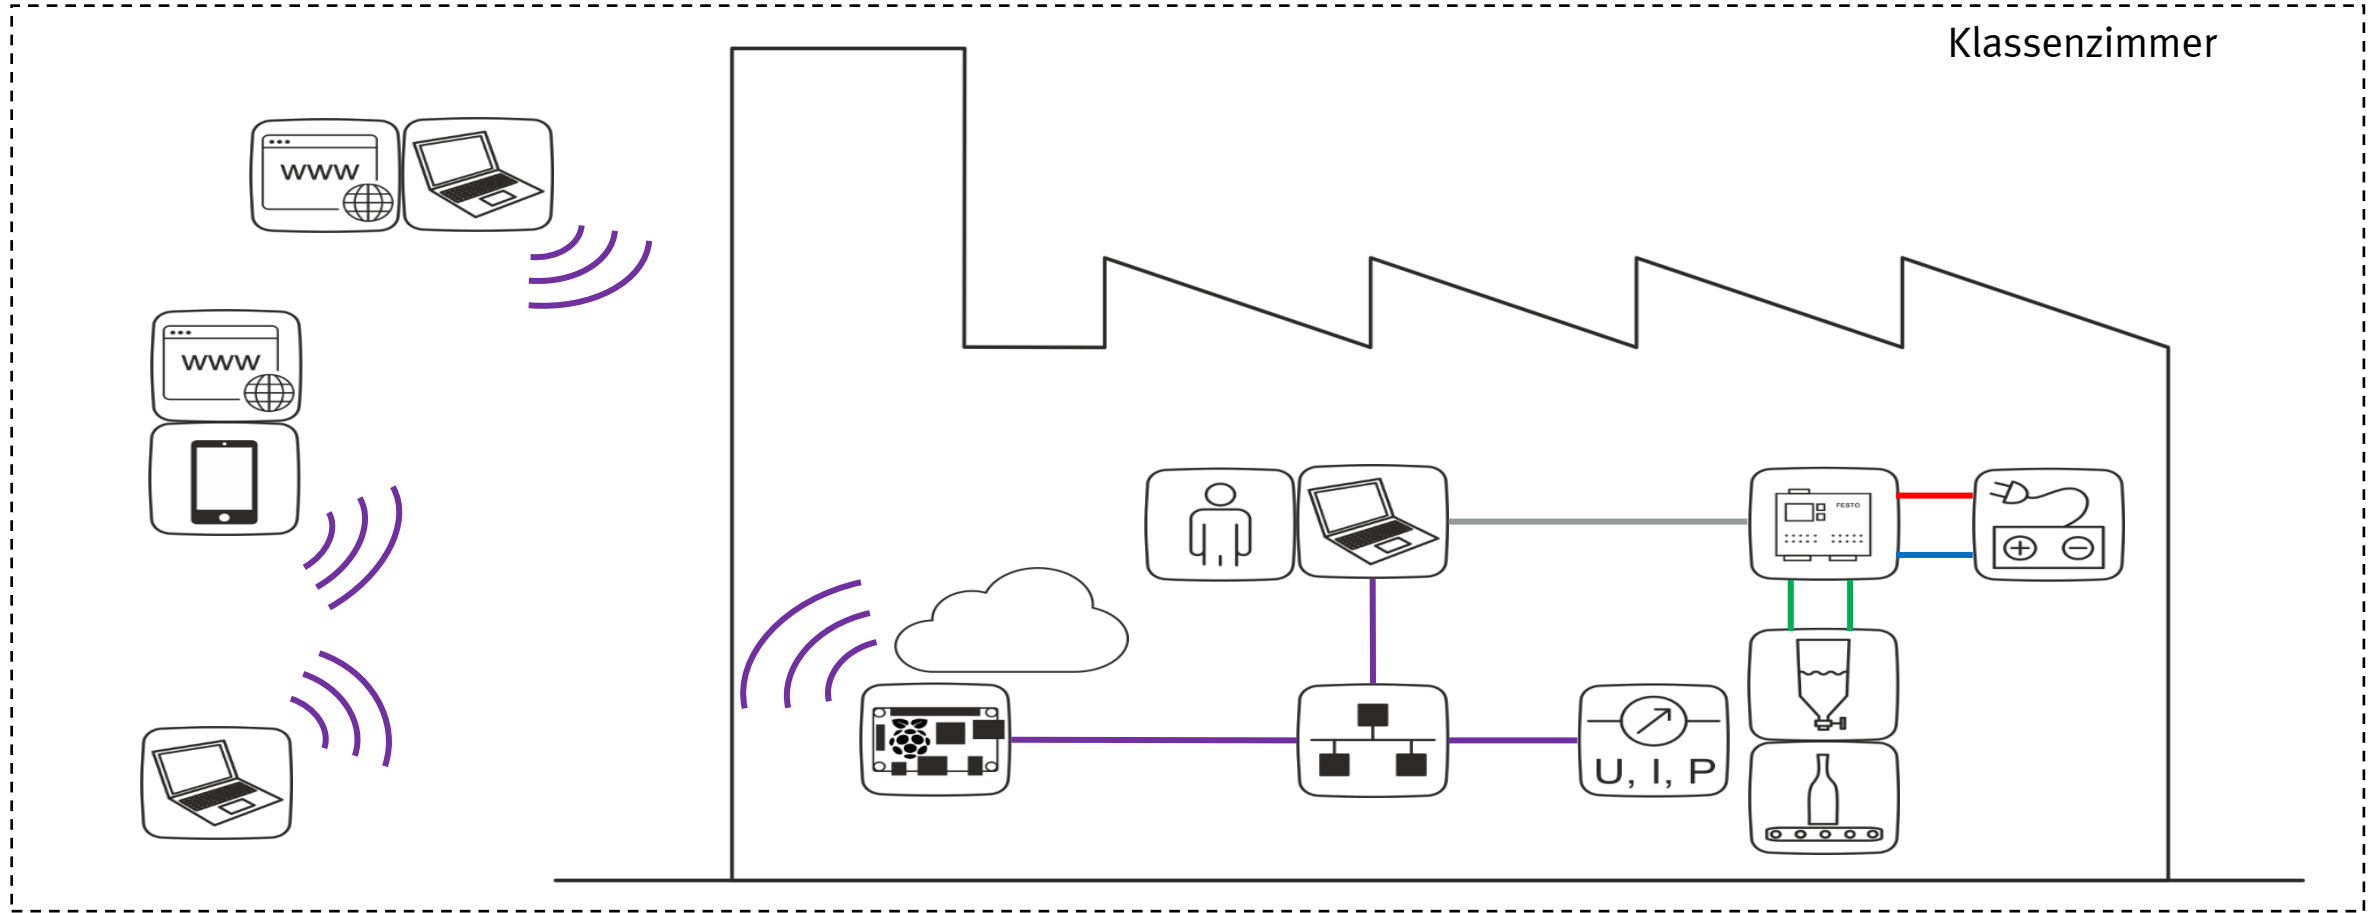 Klassenzimmer
www
www
FESTO
U, I, P